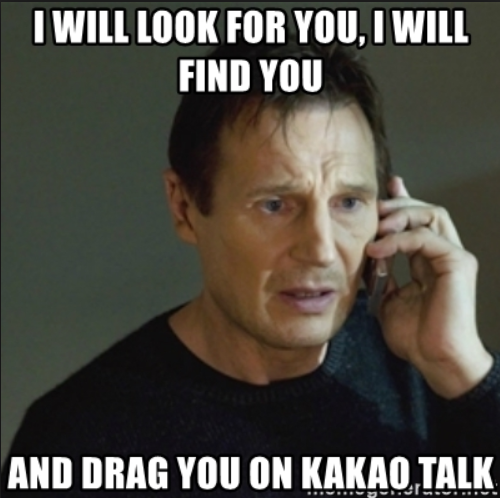 I WILL LOOK FOR YOU, I WILL
FIND YOU
AND DRAG YOU ON KAKAO TALK